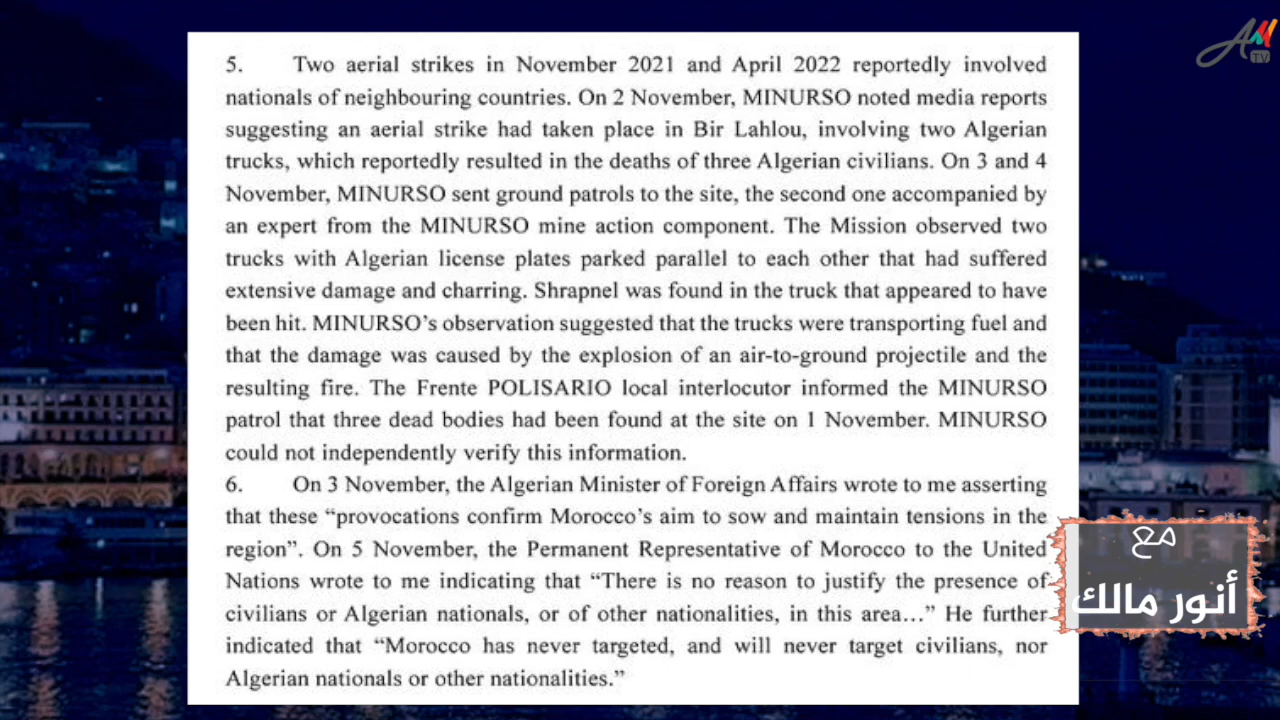 AM
TV
5. Two aerial strikes in November 2021 and April 2022 reportedly involved
nationals of neighbouring countries. On 2 November, MINURSO noted media reports
suggesting an aerial strike had taken place in Bir Lahlou, involving two Algerian
trucks, which reportedly resulted in the deaths of three Algerian civilians. On 3 and 4
November, MINURSO sent ground patrols to the site, the second one accompanied by
an expert from the MINURSO mine action component. The Mission observed two
trucks with Algerian license plates parked parallel to each other that had suffered
extensive damage and charring. Shrapnel was found in the truck that appeared to have
been hit. MINURSO’s observation suggested that the trucks were transporting fuel and
that the damage was caused by the explosion of an air-to-ground projectile and the
resulting fire. The Frente POLISARIO local interlocutor informed the MINURSO
patrol that three dead bodies had been found at the site on 1 November. MINURSO
could not independently verify this information.
6. On 3 November, the Algerian Minister of Foreign Affairs wrote to me asserting
that these “provocations confirm Morocco’s aim to sow and maintain tensions in the
region”. On 5 November, the Permanent Representative of Morocco to the United
Nations wrote to me indicating that “There is no reason to justify the presence of
civilians or Algerian nationals, or of other nationalities, in this area…” He further
indicated that “Morocco has never targeted, and will never target civilians, nor
Algerian nationals or other nationalities.”
مع
أنور مالك